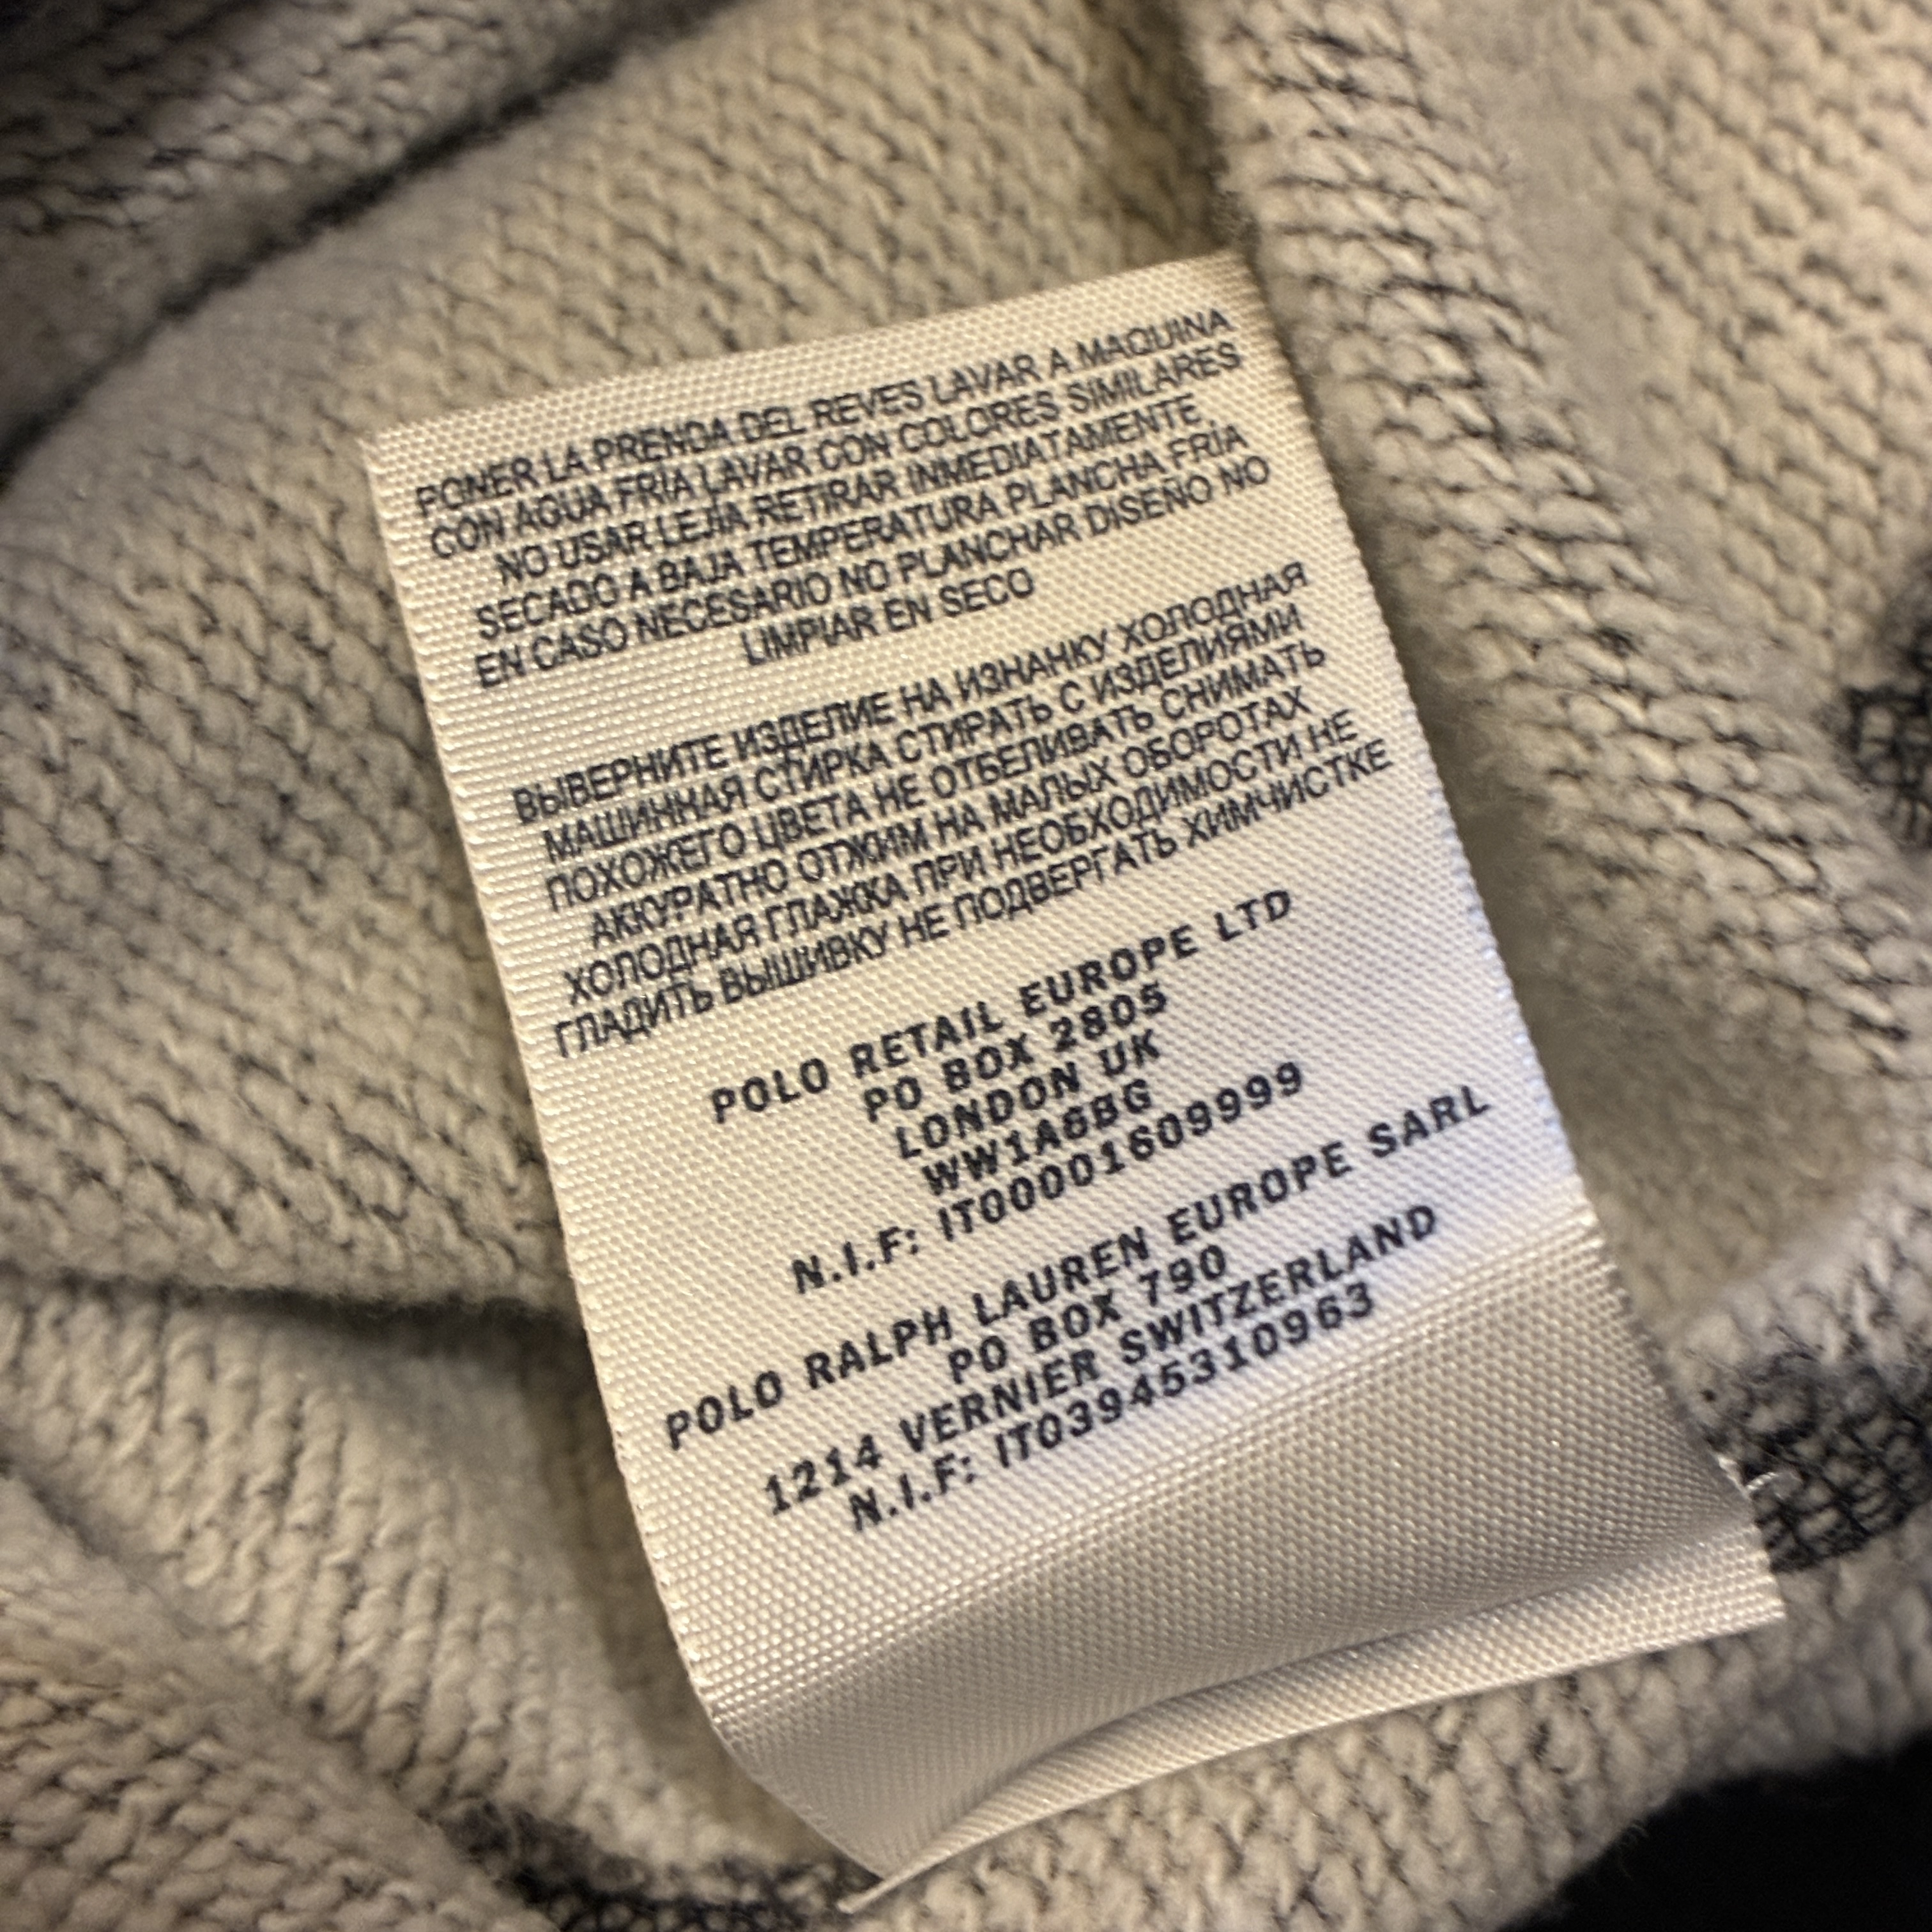 PONER LA PRENDA DEL REVES LAVAR A MAQUINA
CON AGUA FRÍA LAVAR CON COLORES SIMILARES
NO USAR LEJÍA RETIRAR INMEDIATAMENTE
SECADO A BAJA TEMPERATURA PLANCHA FRÍA
EN CASO NECESARIO NO PLANCHAR DISEÑO NO
LIMPIAR EN SECO
ВЫВЕРНИТЕ ИЗДЕЛИЕ НА ИЗНАНКУ ХОЛОДНАЯ
МАШИННАЯ СТИРКА СТИРАТЬ С ИЗДЕЛИЯМИ
ПОХОЖЕГО ЦВЕТА НЕ ОТБЕЛИВАТЬ СНИМАТЬ
АККУРАТНО ОТЖИМ НА МАЛЫХ ОБОРОТАХ
ХОЛОДНАЯ ГЛАЖКА ПРИ НЕОБХОДИМОСТИ НЕ
ГЛАДИТЬ ВЫШИВКУ НЕ ПОДВЕРГАТЬ ХИМЧИСТКЕ
POLO RETAIL EUROPE LTD
PO BOX 2805
LONDON UK
WW1A8BG
N.I.F: IT00001609999
POLO RALPH LAUREN EUROPE SARL
PO BOX 790
1214 VERNIER SWITZERLAND
N.I.F: IT03945310963